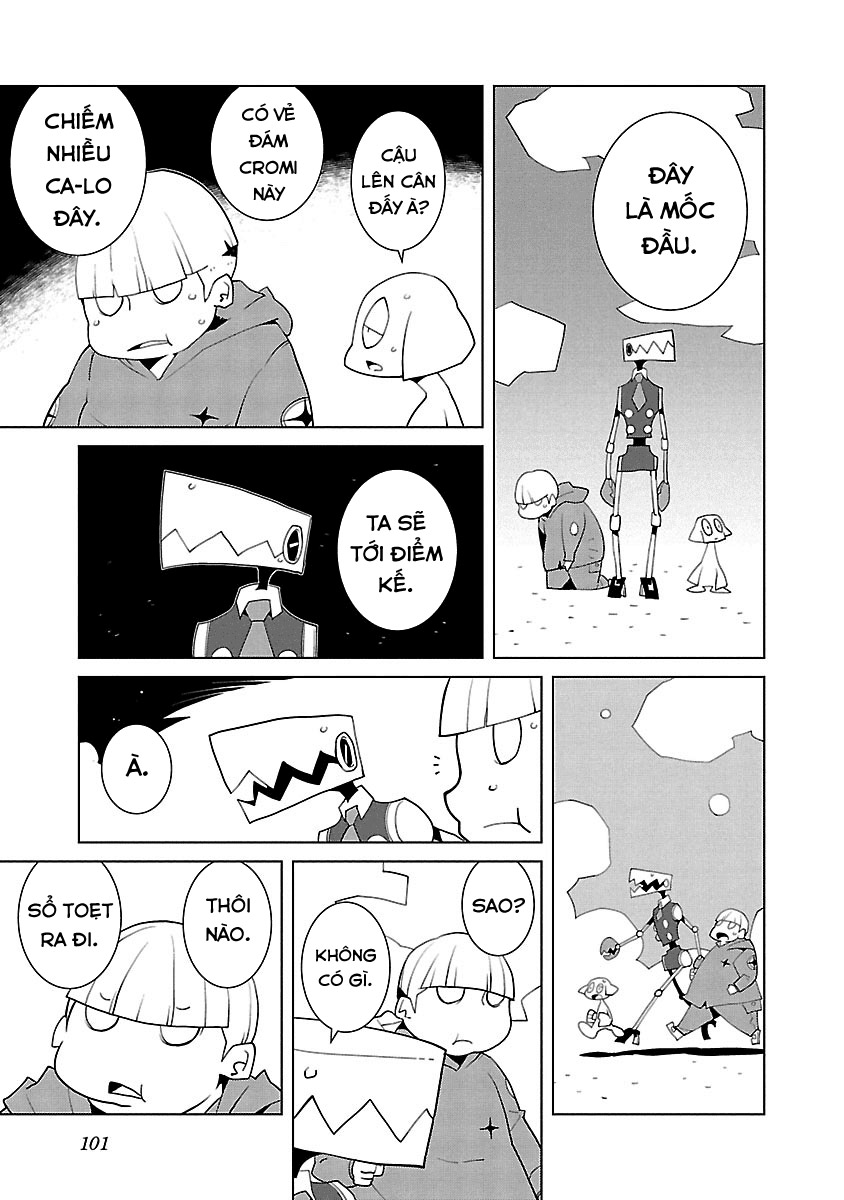 ĐÂY
LÀ MỐC
ĐẦU.
CẬU
LÊN CÂN
ĐẤY À?
CÓ VẺ
ĐÁM
CROMI
NÀY
CHIẾM
NHIỀU
CA-LO
ĐÂY.
TA SẼ
TỚI ĐIỂM
KẾ.
À.
SAO?
KHÔNG
CÓ GÌ.
THÔI
NÀO.
SỔ TOẸT
RA ĐI.
101